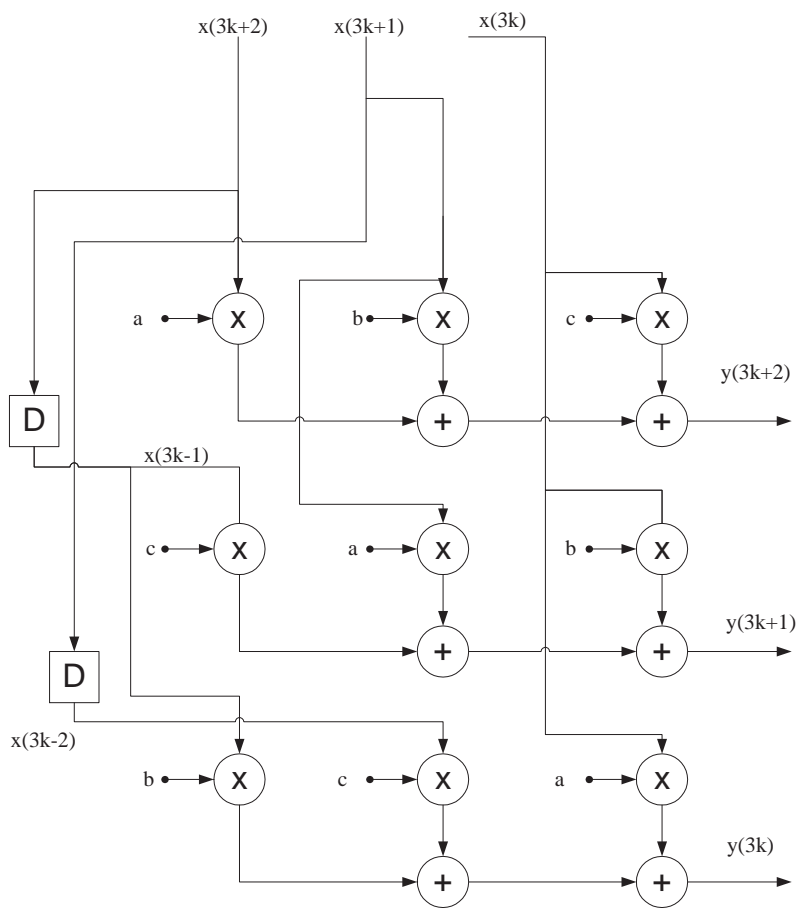 x(3k+2) x(3k+1) x(3k)
a X b X c X
y(3k+2)
D + +
x(3k-1)
c X a X b X
y(3k+1)
D + +
x(3k-2)
b X c X a X
y(3k)
+ +